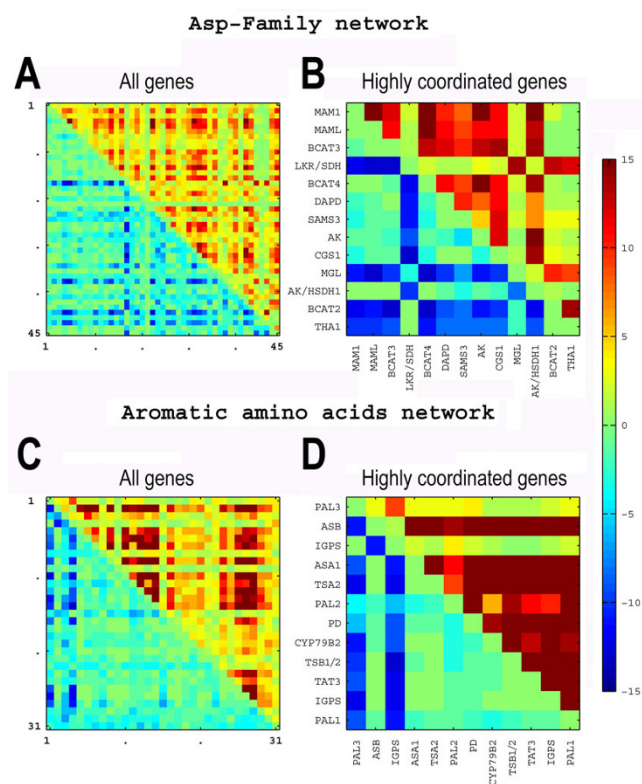 Asp-Family network
A
All genes
1
.
.
.
.
45
1 . . . . 45
B
Highly coordinated genes
MAM1
MAML
BCAT3
LKR/SDH
BCAT4
DAPD
SAMS3
AK
CGS1
MGL
AK/HSDH1
BCAT2
THA1
MAM1 MAML BCAT3 LKR/SDH BCAT4 DAPD SAMS3 AK CGS1 MGL AK/HSDH1 BCAT2 THA1
15
10
5
0
-5
-10
-15
Aromatic amino acids network
C
All genes
1
.
.
31
1 . . 31
D
Highly coordinated genes
PAL3
ASB
IGPS
ASA1
TSA2
PAL2
PD
CYP79B2
TSB1/2
TAT3
IGPS
PAL1
PAL3 ASB IGPS ASA1 TSA2 PAL2 PD CYP79B2 TSB1/2 TAT3 IGPS PAL1